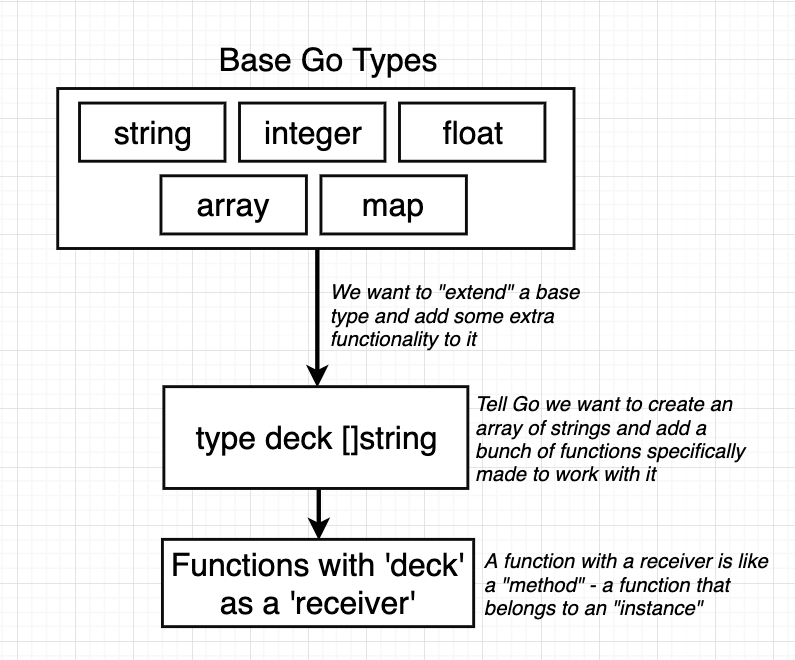 Base Go Types
string
integer
float
array
map
We want to "extend" a base
type and add some extra
functionality to it
type deck []string
Tell Go we want to create an
array of strings and add a
bunch of functions specifically
made to work with it
Functions with 'deck'
as a 'receiver'
A function with a receiver is like
a "method" - a function that
belongs to an "instance"